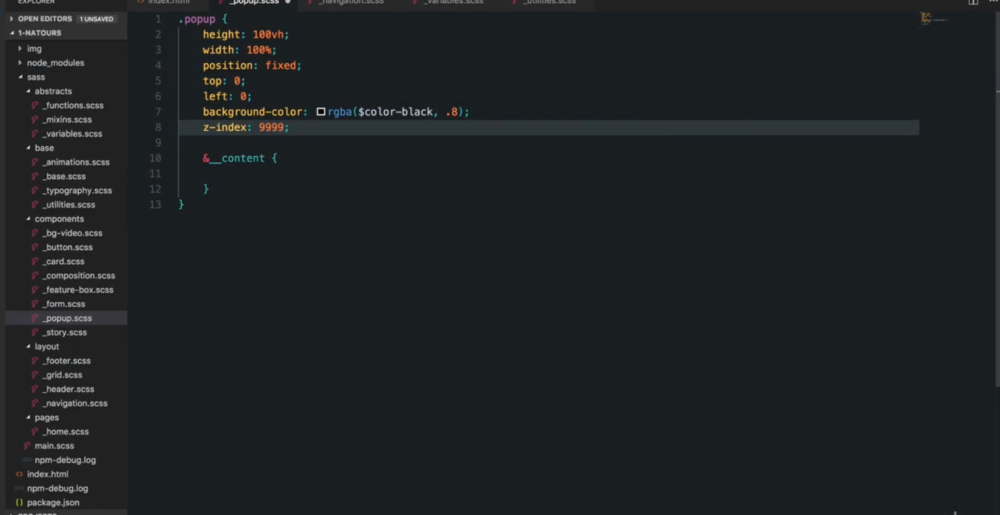 EXPLORER
OPEN EDITORS 1 UNSAVED
1-NATOURS
img
node_modules
sass
abstracts
_functions.scss
_mixins.scss
_variables.scss
base
_animations.scss
_base.scss
_typography.scss
_utilities.scss
components
_bg-video.scss
_button.scss
_card.scss
_composition.scss
_feature-box.scss
_form.scss
_popup.scss
_story.scss
layout
_footer.scss
_grid.scss
_header.scss
_navigation.scss
pages
_home.scss
main.scss
npm-debug.log
index.html
npm-debug.log
{} package.json
PROJECTS
index.html _popup.scss _navigation.scss _variables.scss _utilities.scss
1 .popup {
2 height: 100vh;
3 width: 100%;
4 position: fixed;
5 top: 0;
6 left: 0;
7 background-color: rgba($color-black, .8);
8 z-index: 9999;
9
10 &__content {
11
12 }
13 }